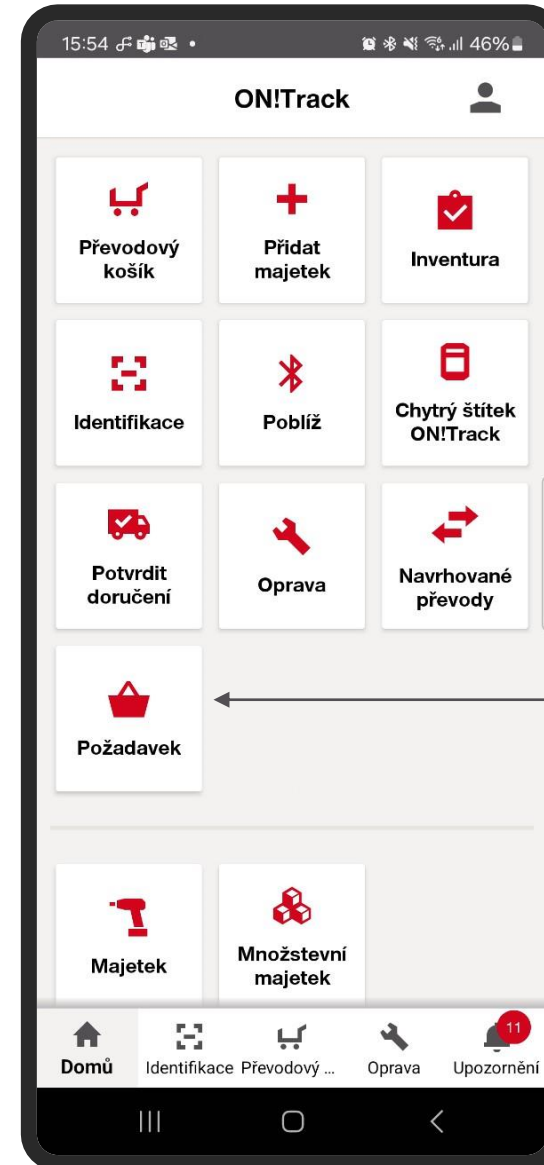 15:54
46%
ON!Track
Převodový
košík
Přidat
majetek
Inventura
Identifikace
Poblíž
Chytrý štítek
ON!Track
Potvrdit
doručení
Oprava
Navrhované
převody
Požadavek
Majetek
Množstevní
majetek
11
Domů
Identifikace
Převodový ...
Oprava
Upozornění